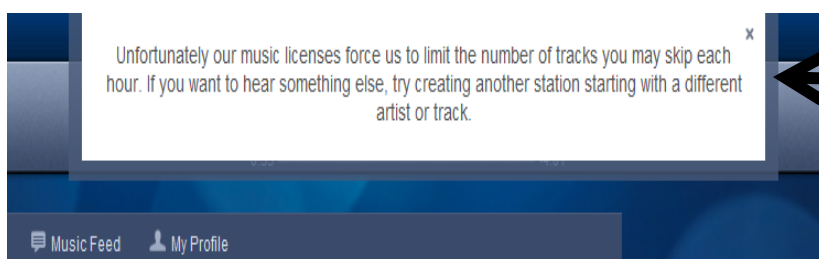 x
Unfortunately our music licenses force us to limit the number of tracks you may skip each
hour. If you want to hear something else, try creating another station starting with a different
artist or track.
Music Feed My Profile